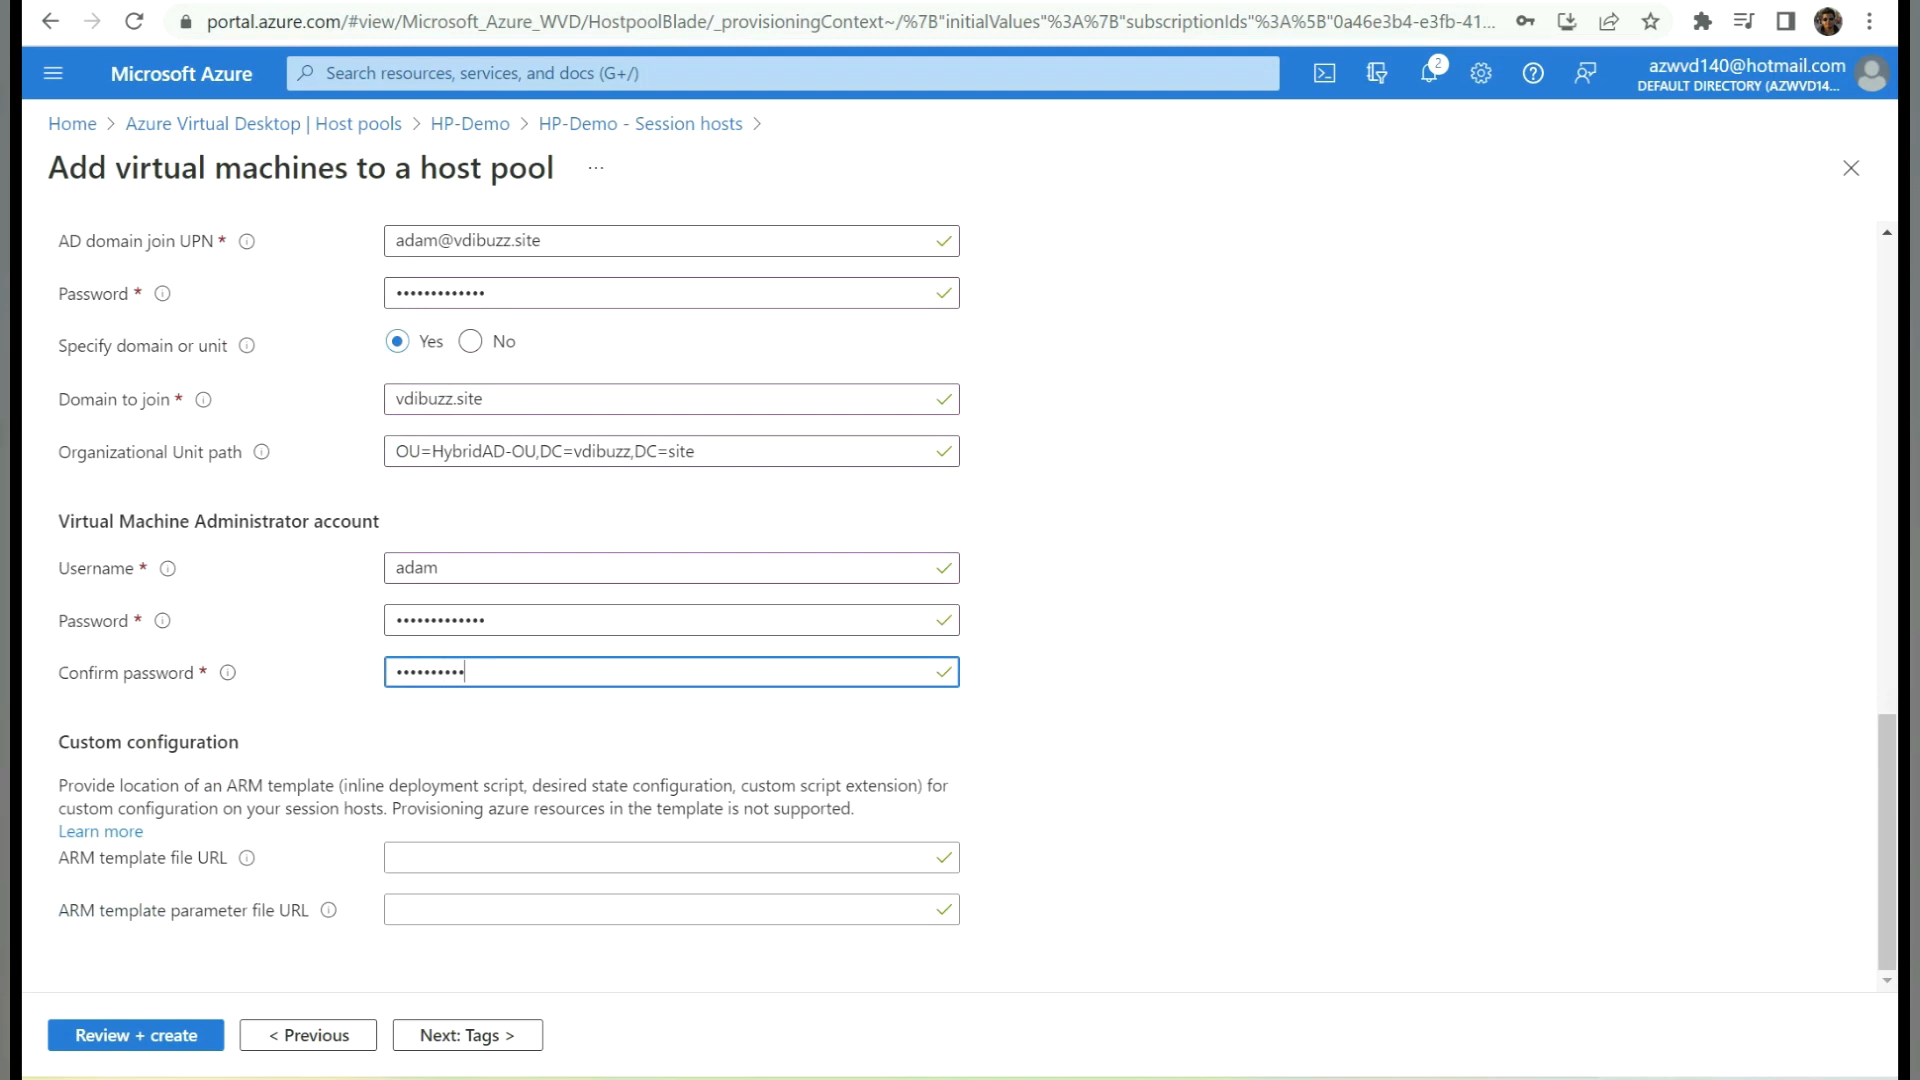 portal.azure.com/#view/Microsoft_Azure_WVD/HostpoolBlade/_provisioningContext~/%7B"initialValues"%3A%7B"subscriptionIds"%3A%5B"0a46e3b4-e3fb-41...
Microsoft Azure
Search resources, services, and docs (G+/)
2
azwvd140@hotmail.com
DEFAULT DIRECTORY (AZWVD14...
Home > Azure Virtual Desktop | Host pools > HP-Demo > HP-Demo - Session hosts >
Add virtual machines to a host pool ...
AD domain join UPN * adam@vdibuzz.site
Password * •••••••••••••
Specify domain or unit Yes No
Domain to join * vdibuzz.site
Organizational Unit path OU=HybridAD-OU,DC=vdibuzz,DC=site
Virtual Machine Administrator account
Username * adam
Password * •••••••••••••
Confirm password * ••••••••••
Custom configuration
Provide location of an ARM template (inline deployment script, desired state configuration, custom script extension) for
custom configuration on your session hosts. Provisioning azure resources in the template is not supported.
Learn more
ARM template file URL
ARM template parameter file URL
Review + create < Previous Next: Tags >